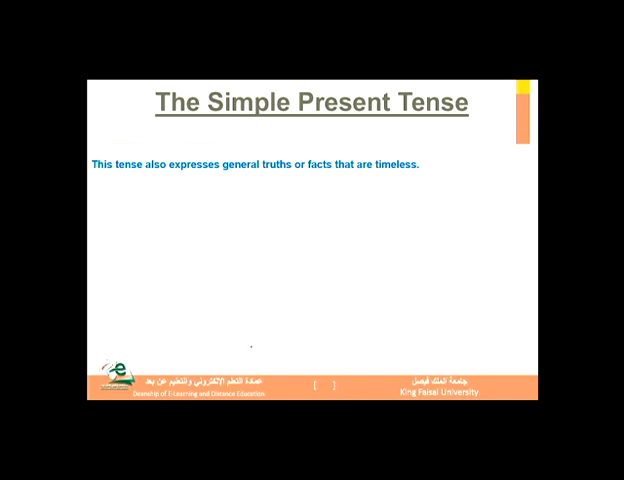 The Simple Present Tense
This tense also expresses general truths or facts that are timeless.
عمادة التعلم الإلكتروني والتعليم عن بعد
Deanship of E-Learning and Distance Education
[ ]
جامعة الملك فيصل
King Faisal University